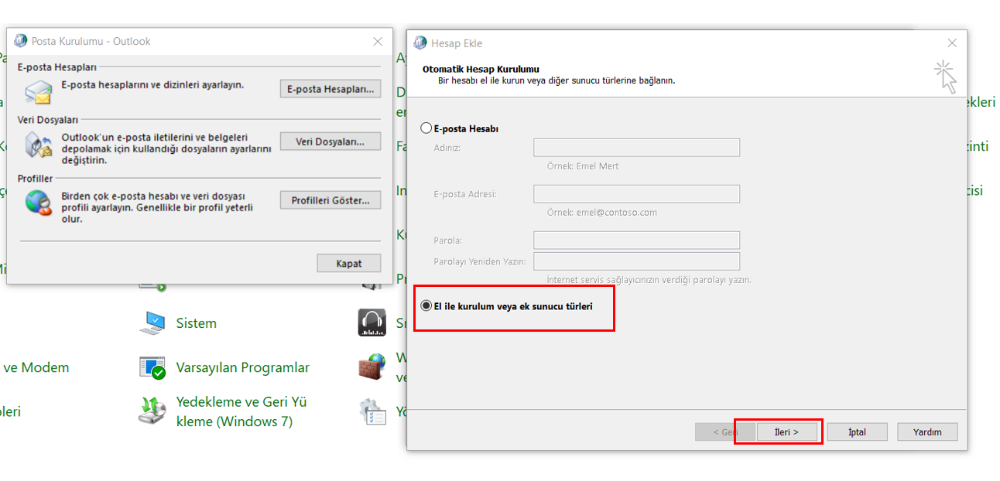 Posta Kurulumu - Outlook
E-posta Hesapları
E-posta hesaplarını ve dizinleri ayarlayın.
E-posta Hesapları...
Veri Dosyaları
Outlook'un e-posta iletilerini ve belgeleri
depolamak için kullandığı dosyaların ayarlarını
değiştirin.
Veri Dosyaları...
Profiller
Birden çok e-posta hesabı ve veri dosyası
profili ayarlayın. Genellikle bir profil yeterli
olur.
Profilleri Göster...
Kapat
Hesap Ekle
Otomatik Hesap Kurulumu
Bir hesabı el ile kurun veya diğer sunucu türlerine bağlanın.
E-posta Hesabı
Adınız:
Örnek: Emel Mert
E-posta Adresi:
Örnek: emel@contoso.com
Parola:
Parolayı Yeniden Yazın:
İnternet servis sağlayıcınızın verdiği parolayı yazın.
El ile kurulum veya ek sunucu türleri
< Geri
İleri >
İptal
Yardım
Sistem
ve Modem
Varsayılan Programlar
Yedekleme ve Geri Yü
kleme (Windows 7)